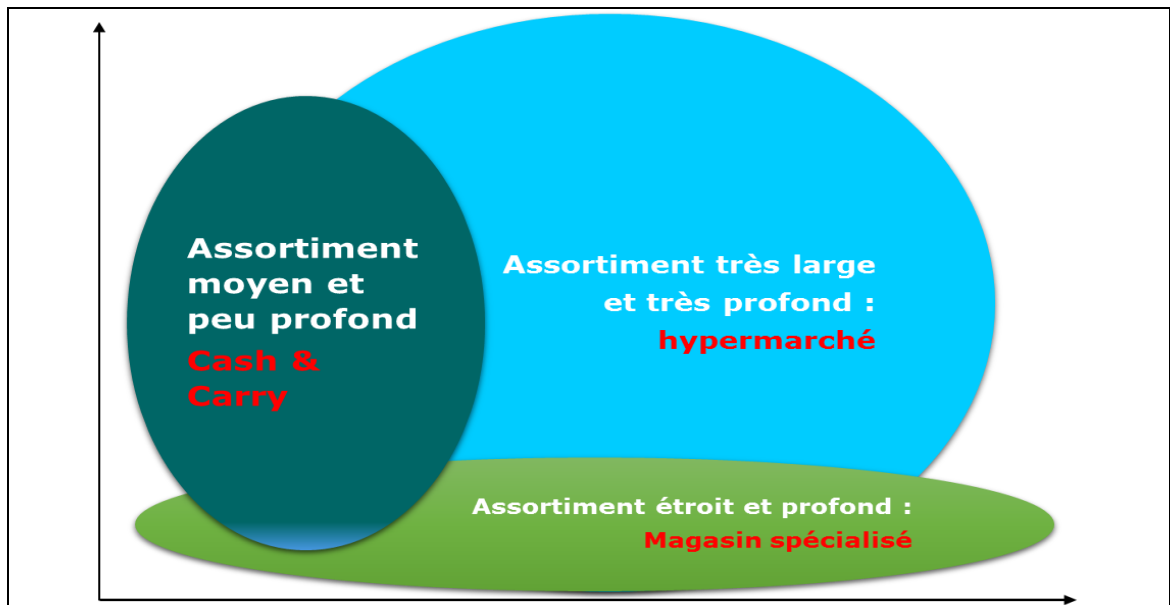 Assortiment
moyen et
peu profond
Cash &
Carry
Assortiment très large
et très profond :
hypermarché
Assortiment étroit et profond :
Magasin spécialisé